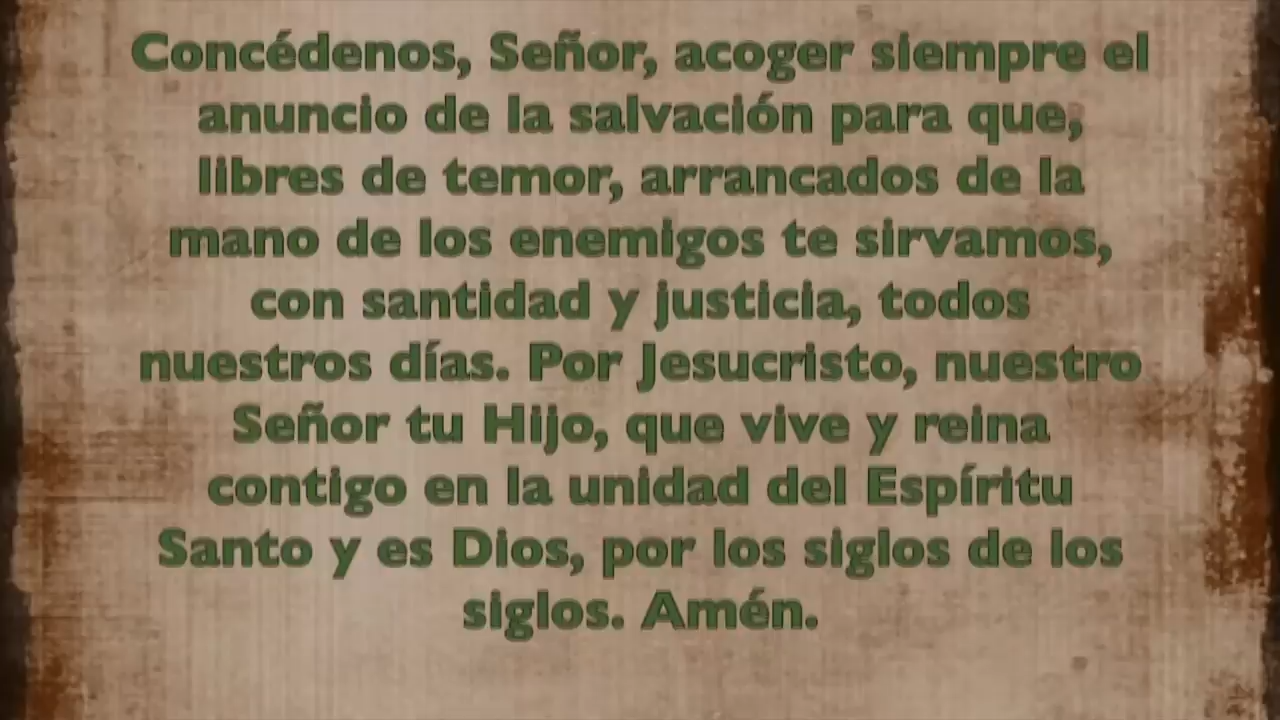 Concédenos, Señor, acoger siempre el
anuncio de la salvación para que,
libres de temor, arrancados de la
mano de los enemigos te sirvamos,
con santidad y justicia, todos
nuestros días. Por Jesucristo, nuestro
Señor tu Hijo, que vive y reina
contigo en la unidad del Espíritu
Santo y es Dios, por los siglos de los
siglos. Amén.